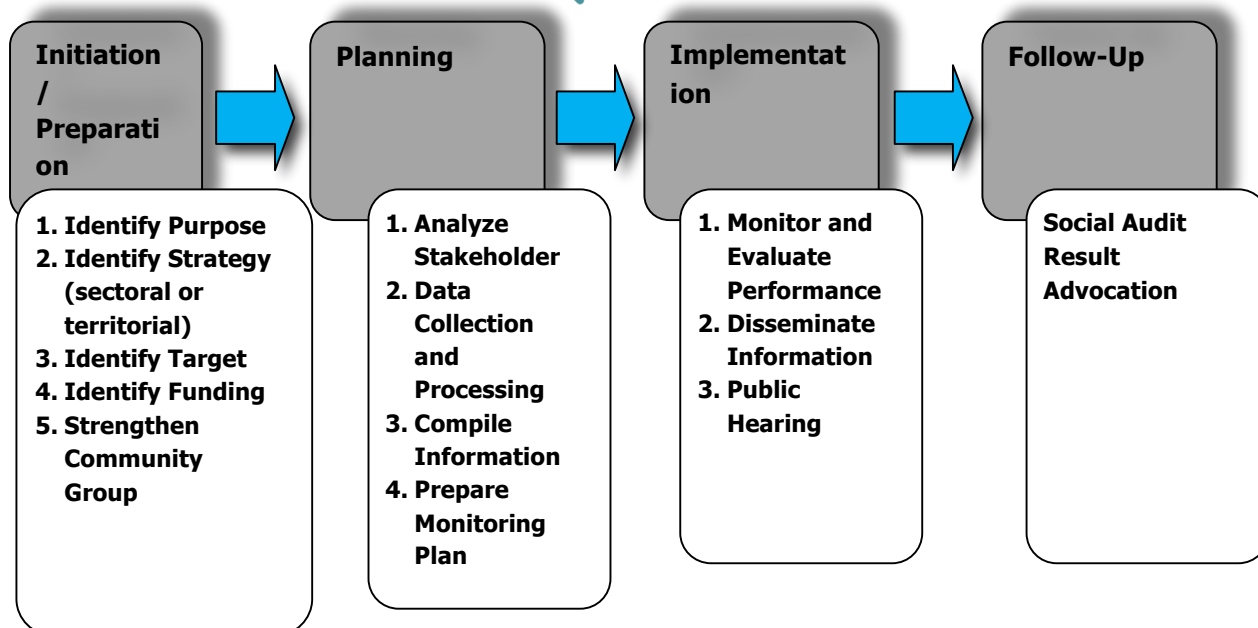 Initiation
/
Preparati
on
1. Identify Purpose
2. Identify Strategy
(sectoral or
territorial)
3. Identify Target
4. Identify Funding
5. Strengthen
Community
Group
Planning
1. Analyze
Stakeholder
2. Data
Collection
and
Processing
3. Compile
Information
4. Prepare
Monitoring
Plan
Implementat
ion
1. Monitor and
Evaluate
Performance
2. Disseminate
Information
3. Public
Hearing
Follow-Up
Social Audit
Result
Advocation